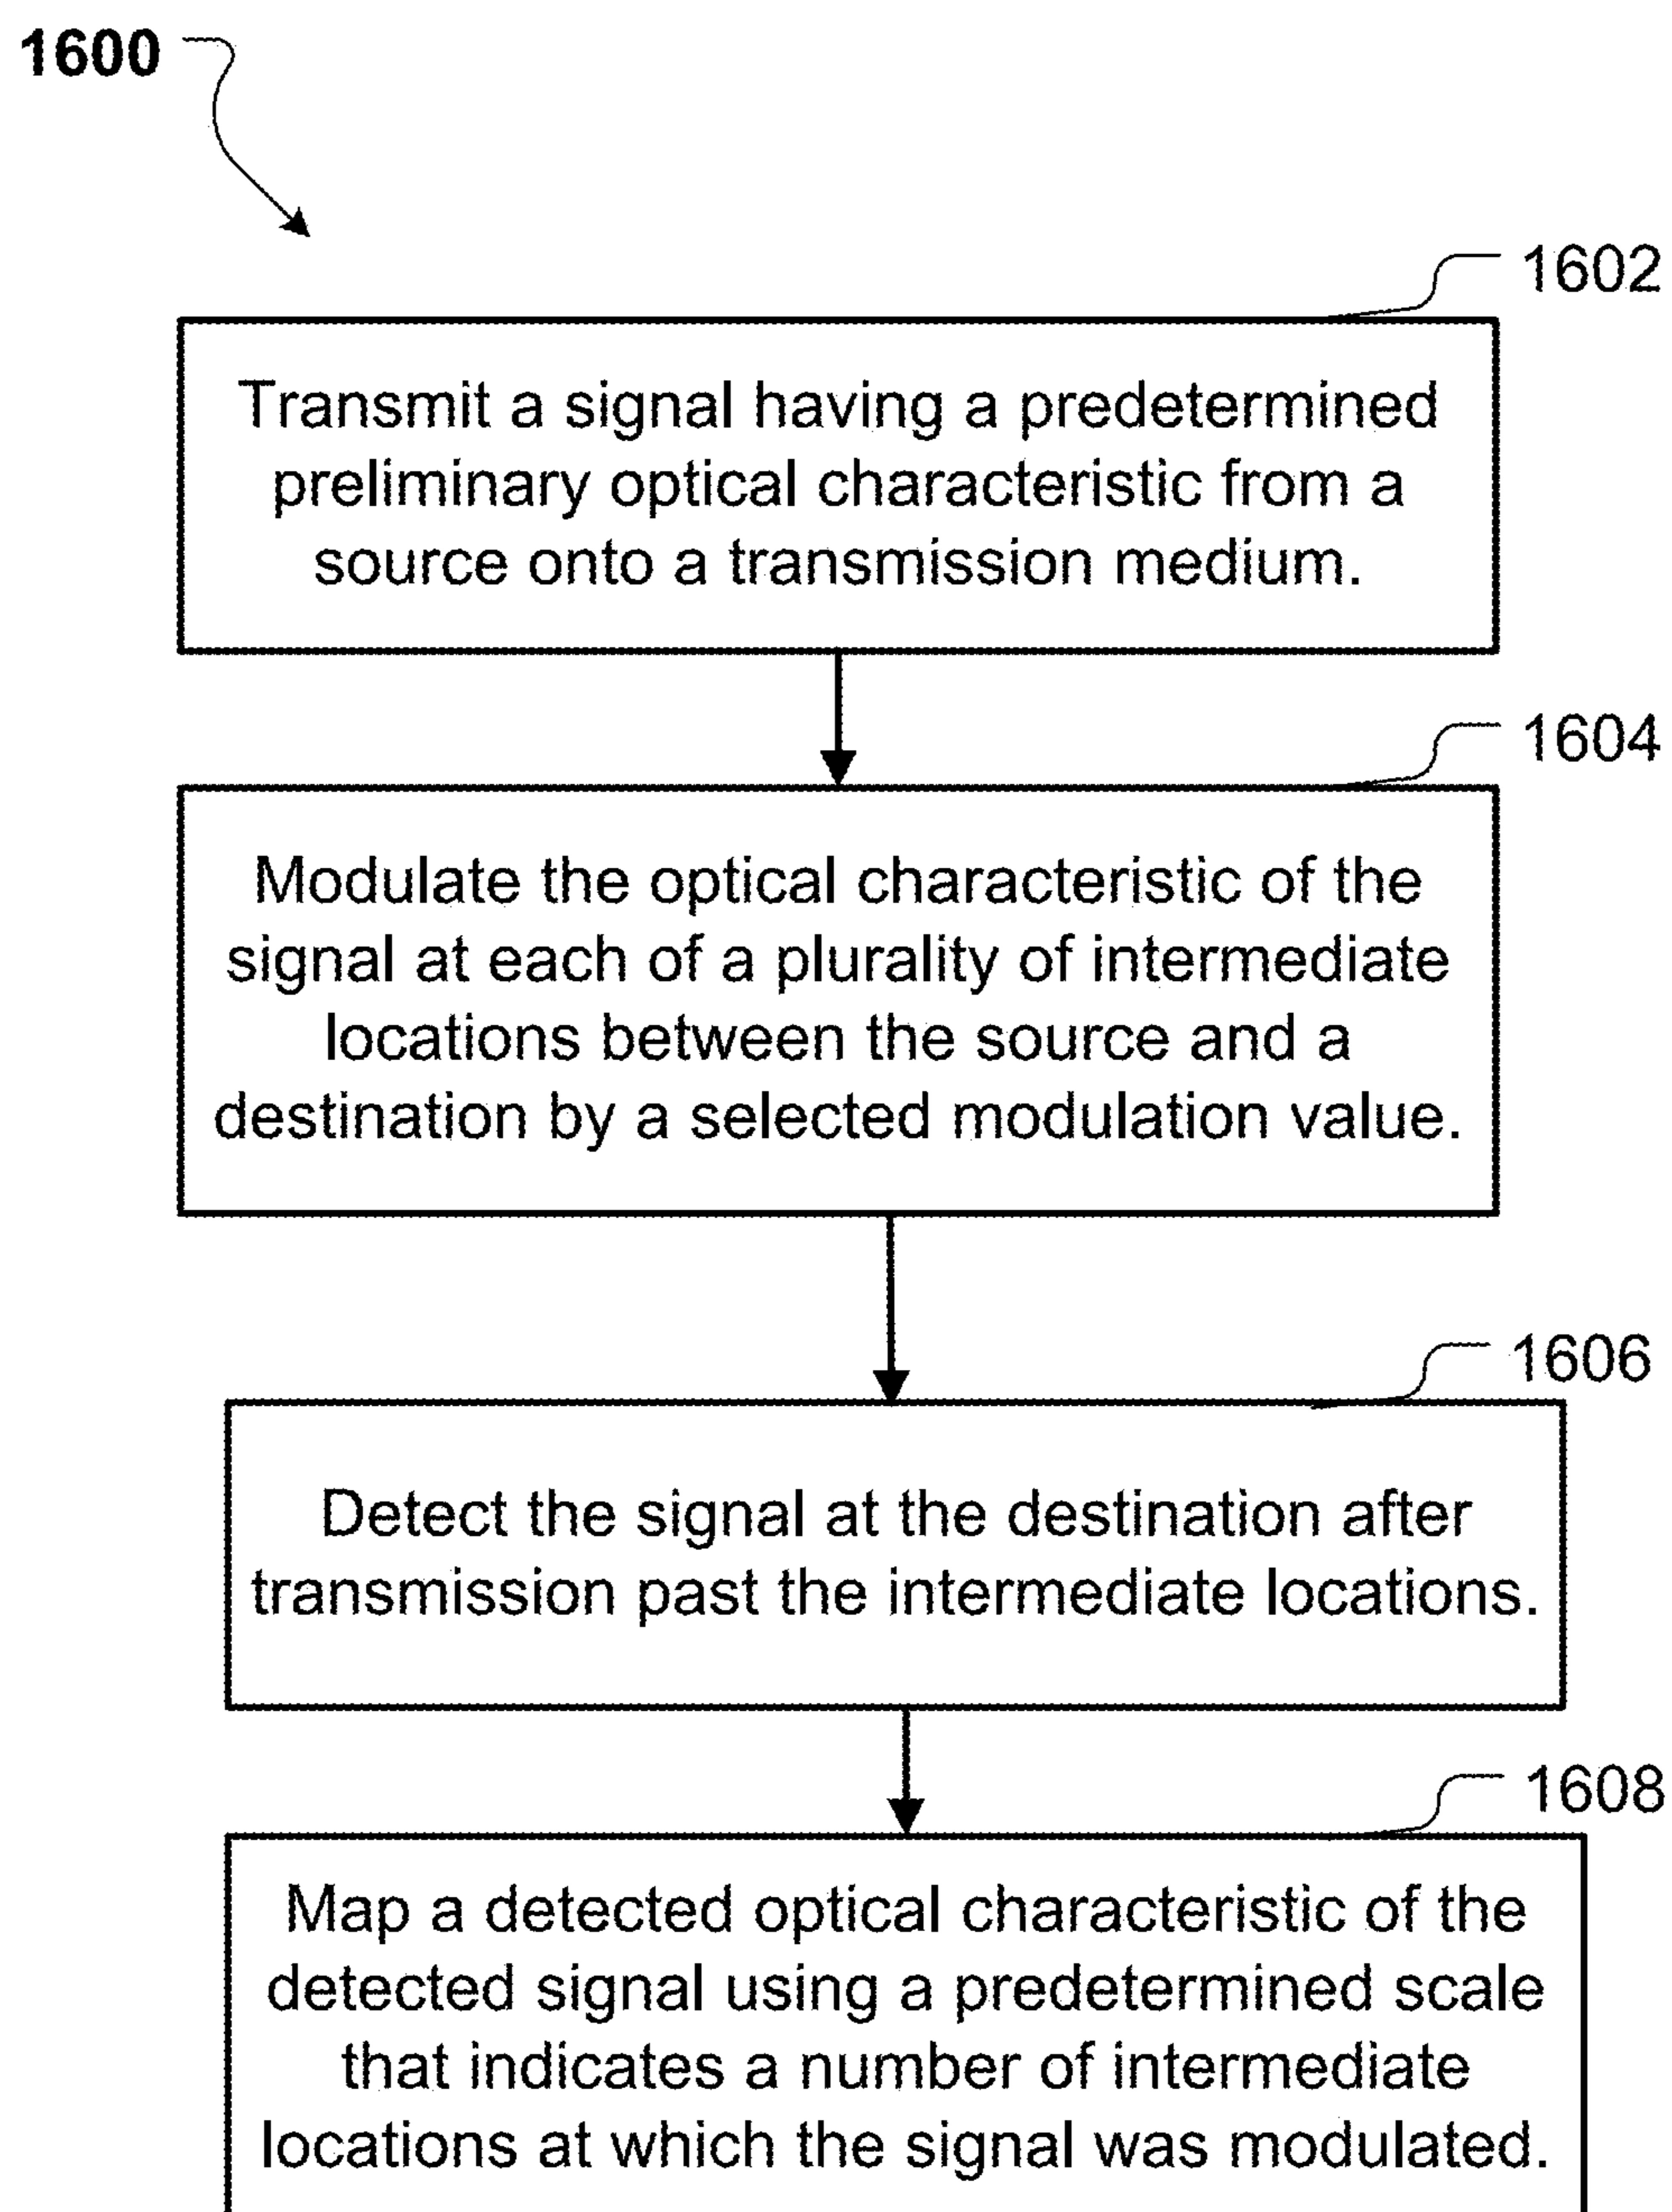 1600
1602
Transmit a signal having a predetermined
preliminary optical characteristic from a
source onto a transmission medium.
1604
Modulate the optical characteristic of the
signal at each of a plurality of intermediate
locations between the source and a
destination by a selected modulation value.
1606
Detect the signal at the destination after
transmission past the intermediate locations.
1608
Map a detected optical characteristic of the
detected signal using a predetermined scale
that indicates a number of intermediate
locations at which the signal was modulated.